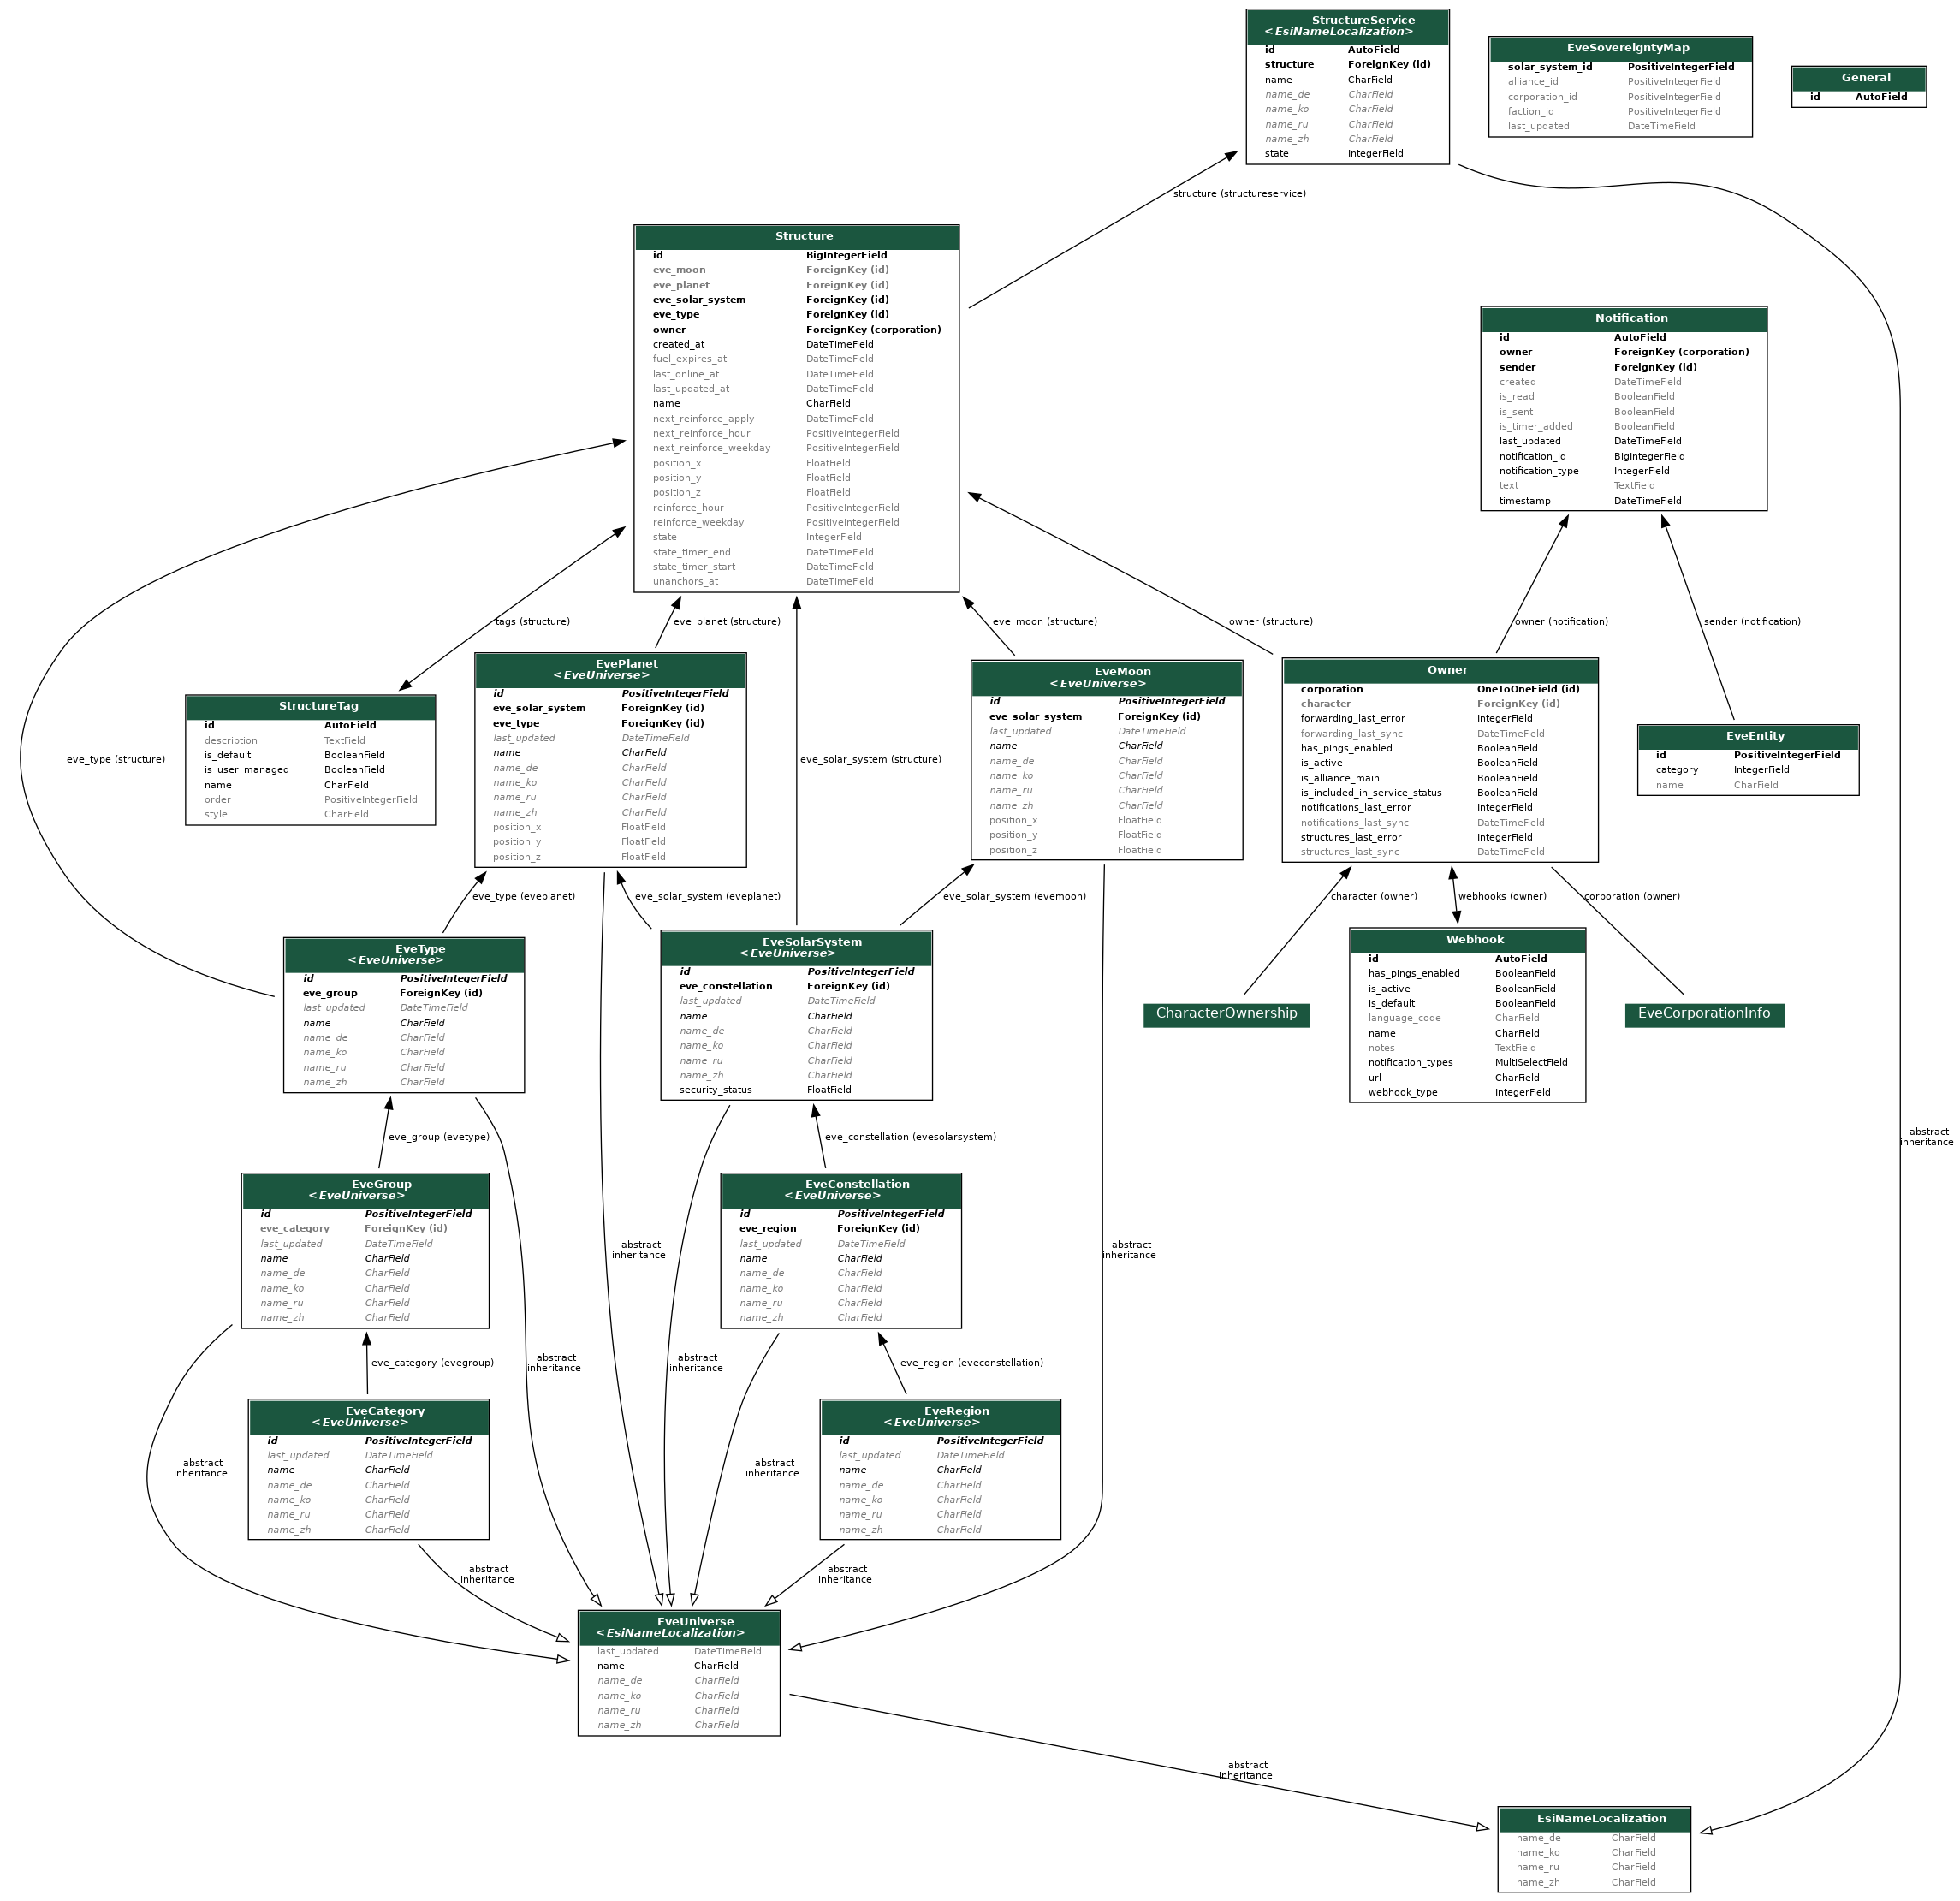 StructureService
<EsiNameLocalization>
id AutoField
structure ForeignKey (id)
name CharField
name_de CharField
name_ko CharField
name_ru CharField
name_zh CharField
state IntegerField
EveSovereigntyMap
solar_system_id PositiveIntegerField
alliance_id PositiveIntegerField
corporation_id PositiveIntegerField
faction_id PositiveIntegerField
last_updated DateTimeField
General
id AutoField
structure (structureservice)
Structure
id BigIntegerField
eve_moon ForeignKey (id)
eve_planet ForeignKey (id)
eve_solar_system ForeignKey (id)
eve_type ForeignKey (id)
owner ForeignKey (corporation)
created_at DateTimeField
fuel_expires_at DateTimeField
last_online_at DateTimeField
last_updated_at DateTimeField
name CharField
next_reinforce_apply DateTimeField
next_reinforce_hour PositiveIntegerField
next_reinforce_weekday PositiveIntegerField
position_x FloatField
position_y FloatField
position_z FloatField
reinforce_hour PositiveIntegerField
reinforce_weekday PositiveIntegerField
state IntegerField
state_timer_end DateTimeField
state_timer_start DateTimeField
unanchors_at DateTimeField
Notification
id AutoField
owner ForeignKey (corporation)
sender ForeignKey (id)
created DateTimeField
is_read BooleanField
is_sent BooleanField
is_timer_added BooleanField
last_updated DateTimeField
notification_id BigIntegerField
notification_type IntegerField
text TextField
timestamp DateTimeField
tags (structure)
eve_planet (structure)
eve_moon (structure)
owner (structure)
owner (notification)
sender (notification)
eve_type (structure)
StructureTag
id AutoField
description TextField
is_default BooleanField
is_user_managed BooleanField
name CharField
order PositiveIntegerField
style CharField
EvePlanet
<EveUniverse>
id PositiveIntegerField
eve_solar_system ForeignKey (id)
eve_type ForeignKey (id)
last_updated DateTimeField
name CharField
name_de CharField
name_ko CharField
name_ru CharField
name_zh CharField
position_x FloatField
position_y FloatField
position_z FloatField
eve_solar_system (structure)
EveMoon
<EveUniverse>
id PositiveIntegerField
eve_solar_system ForeignKey (id)
last_updated DateTimeField
name CharField
name_de CharField
name_ko CharField
name_ru CharField
name_zh CharField
position_x FloatField
position_y FloatField
position_z FloatField
Owner
corporation OneToOneField (id)
character ForeignKey (id)
forwarding_last_error IntegerField
forwarding_last_sync DateTimeField
has_pings_enabled BooleanField
is_active BooleanField
is_alliance_main BooleanField
is_included_in_service_status BooleanField
notifications_last_error IntegerField
notifications_last_sync DateTimeField
structures_last_error IntegerField
structures_last_sync DateTimeField
EveEntity
id PositiveIntegerField
category IntegerField
name CharField
eve_type (eveplanet)
eve_solar_system (eveplanet)
eve_solar_system (evemoon)
character (owner)
webhooks (owner)
corporation (owner)
EveType
<EveUniverse>
id PositiveIntegerField
eve_group ForeignKey (id)
last_updated DateTimeField
name CharField
name_de CharField
name_ko CharField
name_ru CharField
name_zh CharField
EveSolarSystem
<EveUniverse>
id PositiveIntegerField
eve_constellation ForeignKey (id)
last_updated DateTimeField
name CharField
name_de CharField
name_ko CharField
name_ru CharField
name_zh CharField
security_status FloatField
CharacterOwnership
Webhook
id AutoField
has_pings_enabled BooleanField
is_active BooleanField
is_default BooleanField
language_code CharField
name CharField
notes TextField
notification_types MultiSelectField
url CharField
webhook_type IntegerField
EveCorporationInfo
eve_group (evetype)
eve_constellation (evesolarsystem)
abstract
inheritance
EveGroup
<EveUniverse>
id PositiveIntegerField
eve_category ForeignKey (id)
last_updated DateTimeField
name CharField
name_de CharField
name_ko CharField
name_ru CharField
name_zh CharField
abstract
inheritance
EveConstellation
<EveUniverse>
id PositiveIntegerField
eve_region ForeignKey (id)
last_updated DateTimeField
name CharField
name_de CharField
name_ko CharField
name_ru CharField
name_zh CharField
abstract
inheritance
eve_category (evegroup)
abstract
inheritance
abstract
inheritance
eve_region (eveconstellation)
abstract
inheritance
EveCategory
<EveUniverse>
id PositiveIntegerField
last_updated DateTimeField
name CharField
name_de CharField
name_ko CharField
name_ru CharField
name_zh CharField
abstract
inheritance
EveRegion
<EveUniverse>
id PositiveIntegerField
last_updated DateTimeField
name CharField
name_de CharField
name_ko CharField
name_ru CharField
name_zh CharField
abstract
inheritance
abstract
inheritance
EveUniverse
<EsiNameLocalization>
last_updated DateTimeField
name CharField
name_de CharField
name_ko CharField
name_ru CharField
name_zh CharField
abstract
inheritance
EsiNameLocalization
name_de CharField
name_ko CharField
name_ru CharField
name_zh CharField